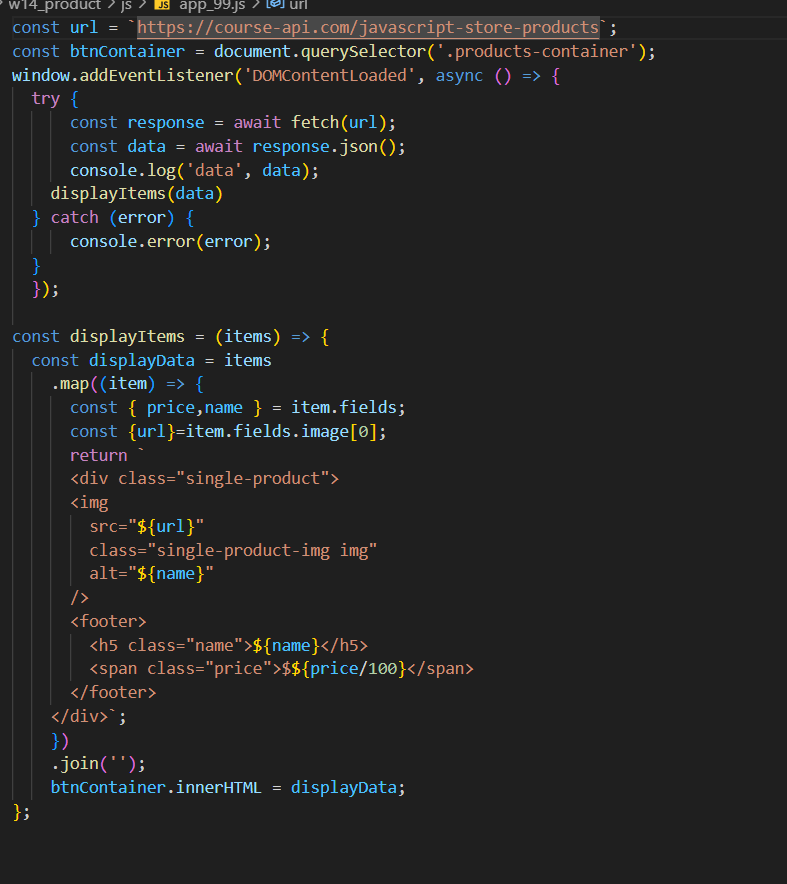 w14_product > js > JS app_99.js > url
const url = `https://course-api.com/javascript-store-products`;
const btnContainer = document.querySelector('.products-container');
window.addEventListener('DOMContentLoaded', async () => {
  try {
      const response = await fetch(url);
      const data = await response.json();
      console.log('data', data);
    displayItems(data)
  } catch (error) {
      console.error(error);
  }
  });

const displayItems = (items) => {
  const displayData = items
    .map((item) => {
      const { price,name } = item.fields;
      const {url}=item.fields.image[0];
      return `
      <div class="single-product">
      <img
        src="${url}"
        class="single-product-img img"
        alt="${name}"
      />
      <footer>
        <h5 class="name">${name}</h5>
        <span class="price">$${price/100}</span>
      </footer>
    </div>`;
    })
    .join('');
    btnContainer.innerHTML = displayData;
};